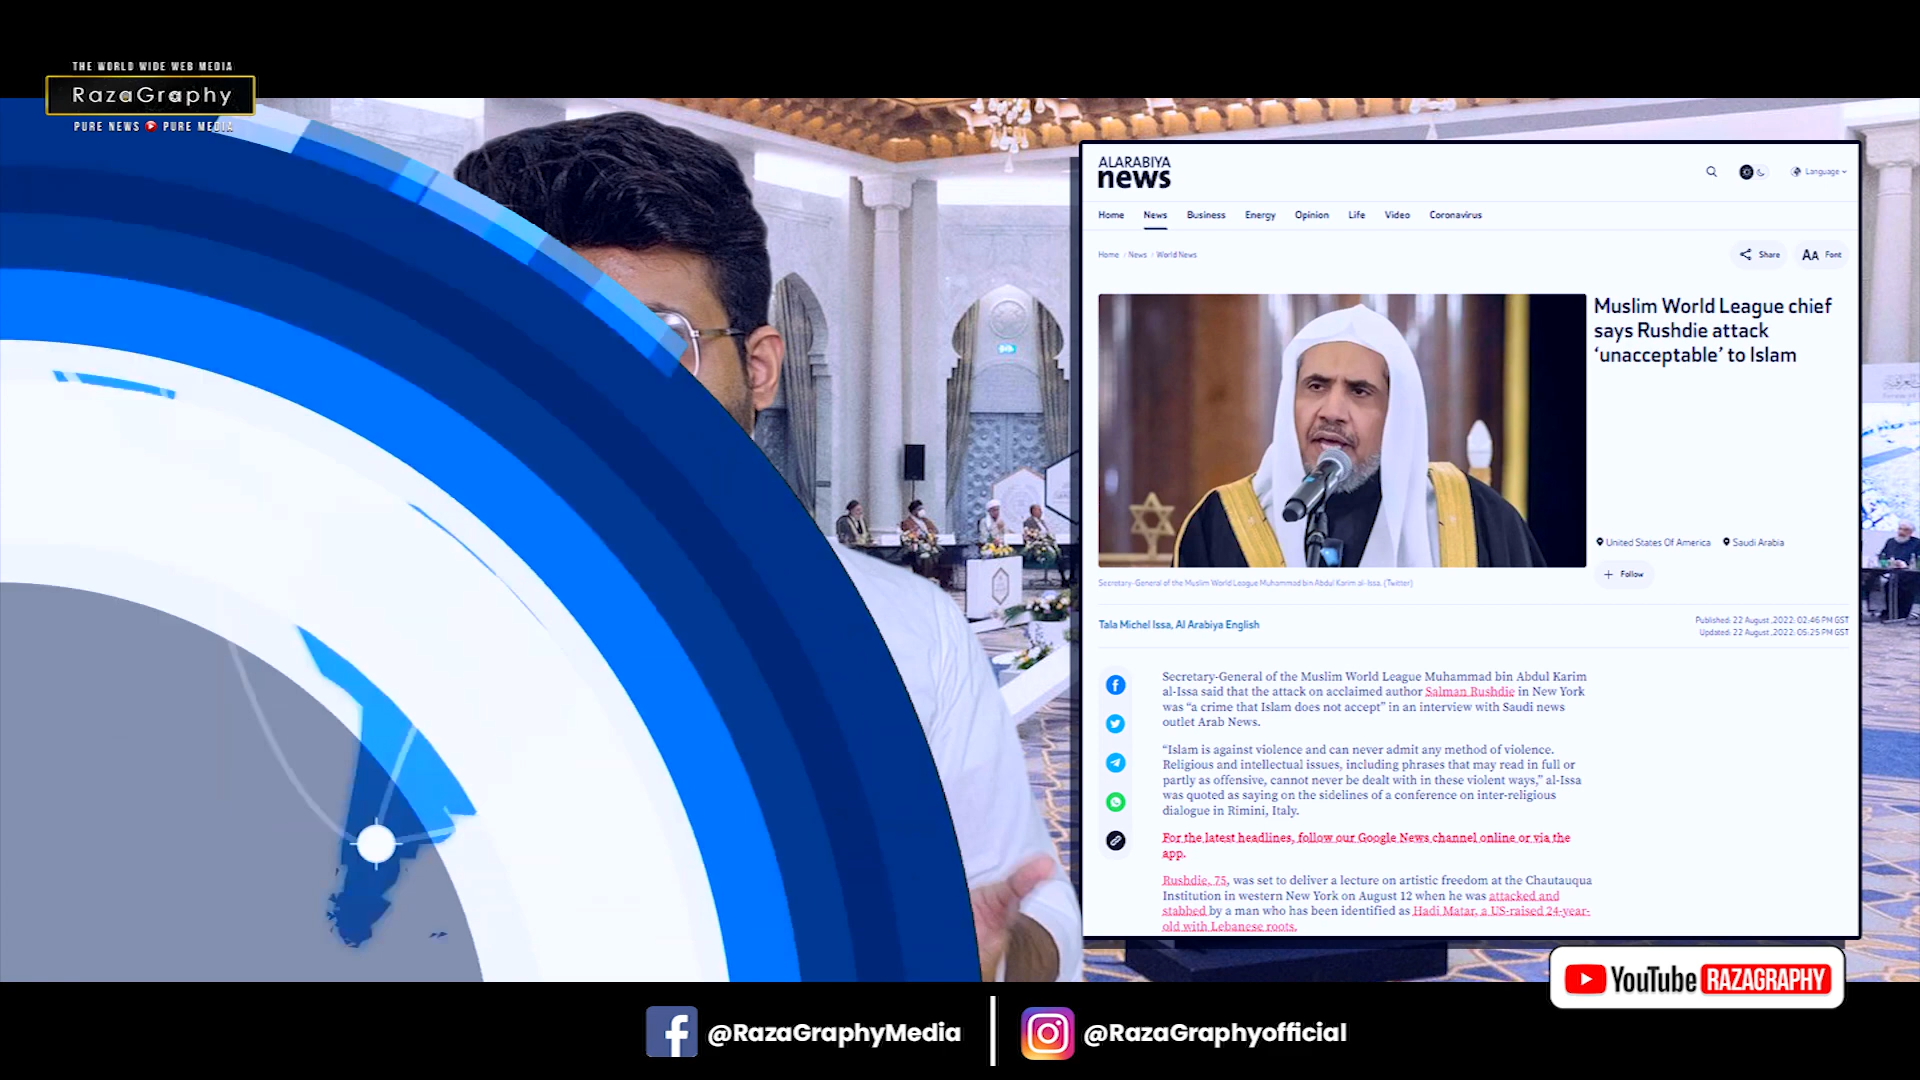 THE WORLD WIDE WEB MEDIA
RazaGraphy
PURE NEWS PURE MEDIA
ALARABIYA
news
Language
Home News Business Energy Opinion Life Video Coronavirus
Home / News / World News
Share
AA Font
Muslim World League chief
says Rushdie attack
‘unacceptable’ to Islam
United States Of America Saudi Arabia
+ Follow
Secretary-General of the Muslim World League Muhammad bin Abdul Karim al-Issa. (Twitter)
Tala Michel Issa, Al Arabiya English
Published: 22 August ,2022: 02:46 PM GST
Updated: 22 August ,2022: 05:25 PM GST
Secretary-General of the Muslim World League Muhammad bin Abdul Karim
al-Issa said that the attack on acclaimed author Salman Rushdie in New York
was “a crime that Islam does not accept” in an interview with Saudi news
outlet Arab News.
“Islam is against violence and can never admit any method of violence.
Religious and intellectual issues, including phrases that may read in full or
partly as offensive, cannot never be dealt with in these violent ways,” al-Issa
was quoted as saying on the sidelines of a conference on inter-religious
dialogue in Rimini, Italy.
For the latest headlines, follow our Google News channel online or via the
app.
Rushdie, 75, was set to deliver a lecture on artistic freedom at the Chautauqua
Institution in western New York on August 12 when he was attacked and
stabbed by a man who has been identified as Hadi Matar, a US-raised 24-year-
old with Lebanese roots.
YouTube RAZAGRAPHY
@RazaGraphyMedia
@RazaGraphyofficial